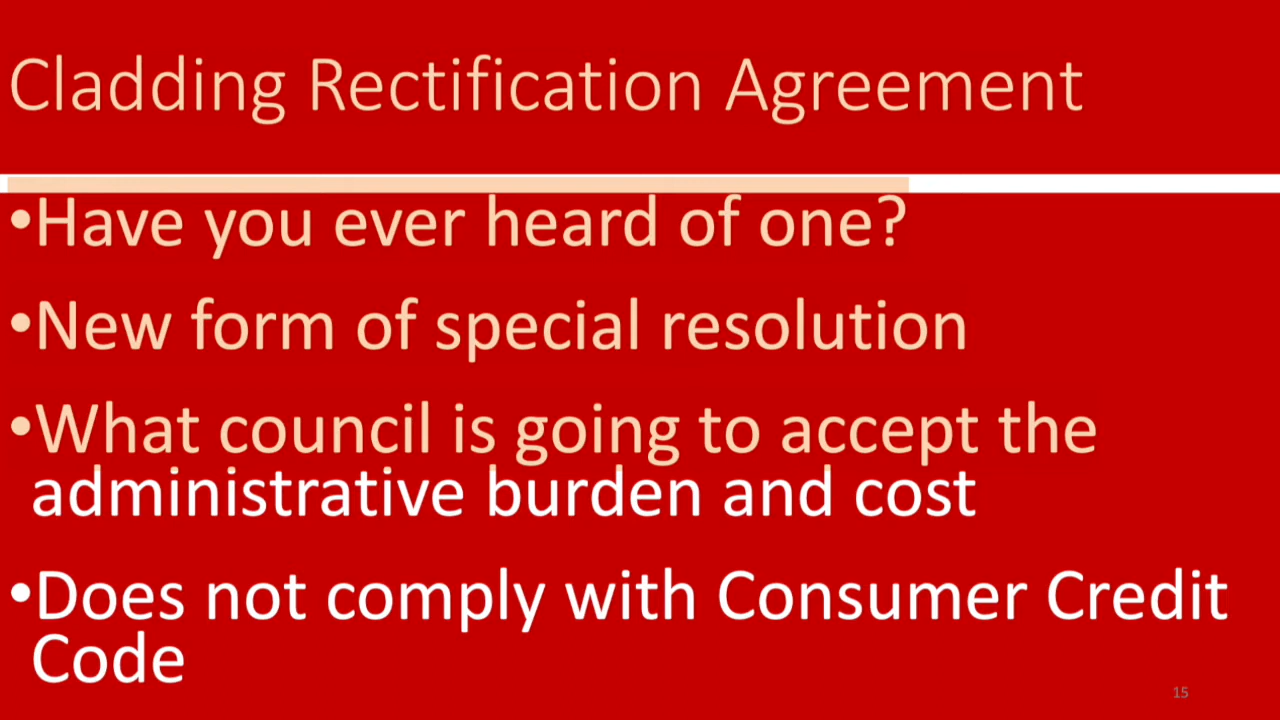 Cladding Rectification Agreement
•Have you ever heard of one?
•New form of special resolution
•What council is going to accept the
administrative burden and cost
•Does not comply with Consumer Credit
Code
15